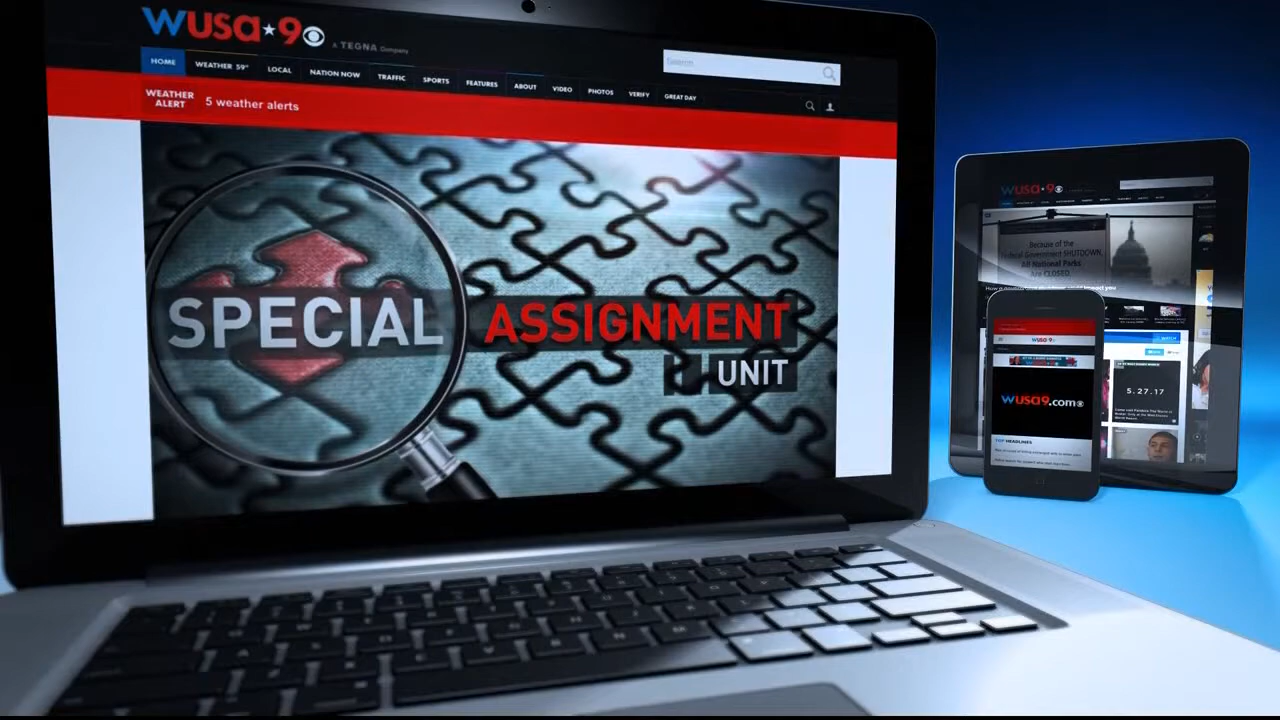 WUSA★9
A TEGNA Company
Search
HOME WEATHER 59° LOCAL NATION NOW TRAFFIC SPORTS FEATURES ABOUT VIDEO PHOTOS VERIFY GREAT DAY
WEATHER ALERT 5 weather alerts
SPECIAL ASSIGNMENT
UNIT
WUSA★9
Because of the
Federal Government SHUTDOWN,
All National Parks
Are CLOSED
WUSA9
WUSA9.com
TOP HEADLINES
5.27.17